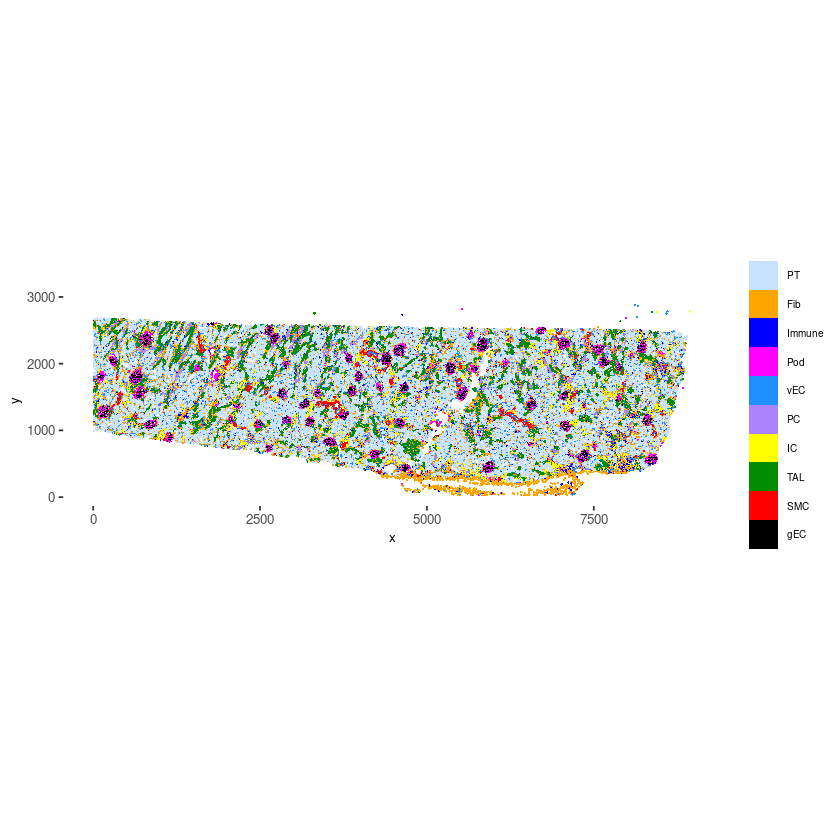 3000
2000
1000
0
y
0
2500
5000
7500
x
PT
Fib
Immune
Pod
vEC
PC
IC
TAL
SMC
gEC